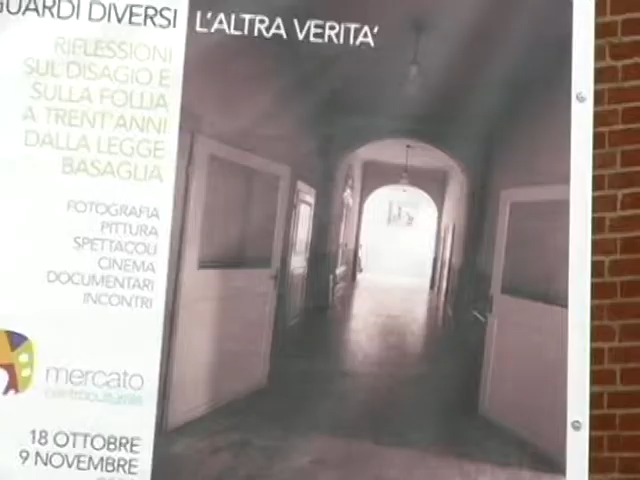 GUARDI DIVERSI L'ALTRA VERITA'
RIFLESSIONI
SUL DISAGIO E
SULLA FOLLIA
A TRENT'ANNI
DALLA LEGGE
BASAGLIA
FOTOGRAFIA
PITTURA
SPETTACOLI
CINEMA
DOCUMENTARI
INCONTRI
mercato
centroculturale
18 OTTOBRE
9 NOVEMBRE